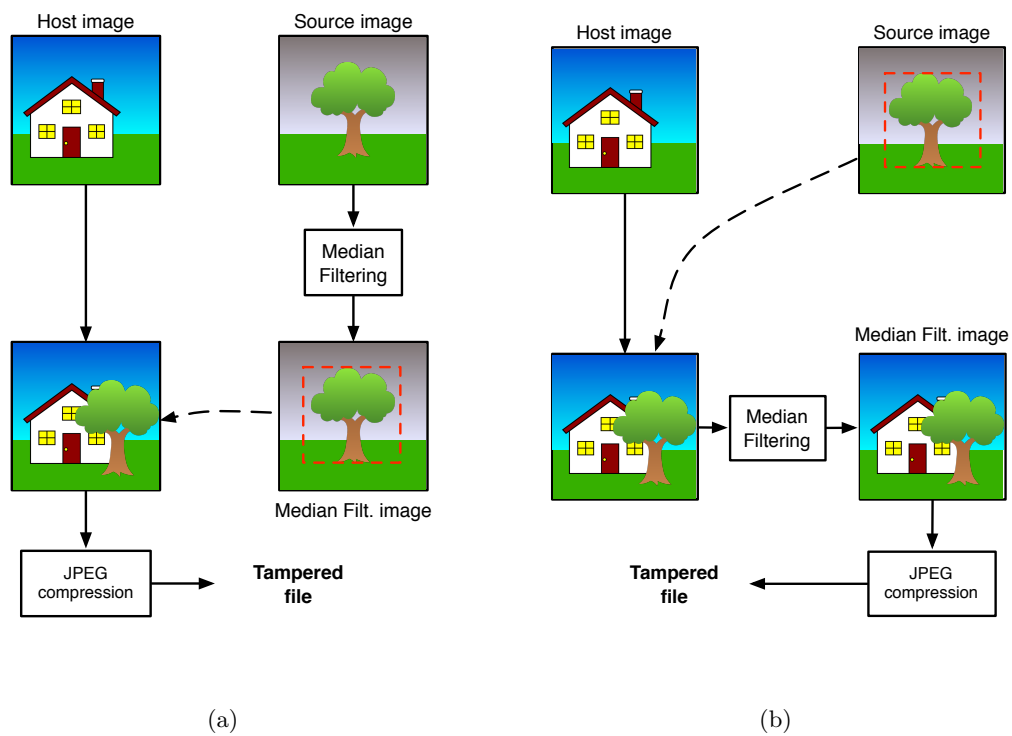 Host image
Source image
Median
Filtering
Median Filt. image
JPEG
compression
Tampered
file
(a)
Host image
Source image
Median Filt. image
Median
Filtering
JPEG
compression
Tampered
file
(b)